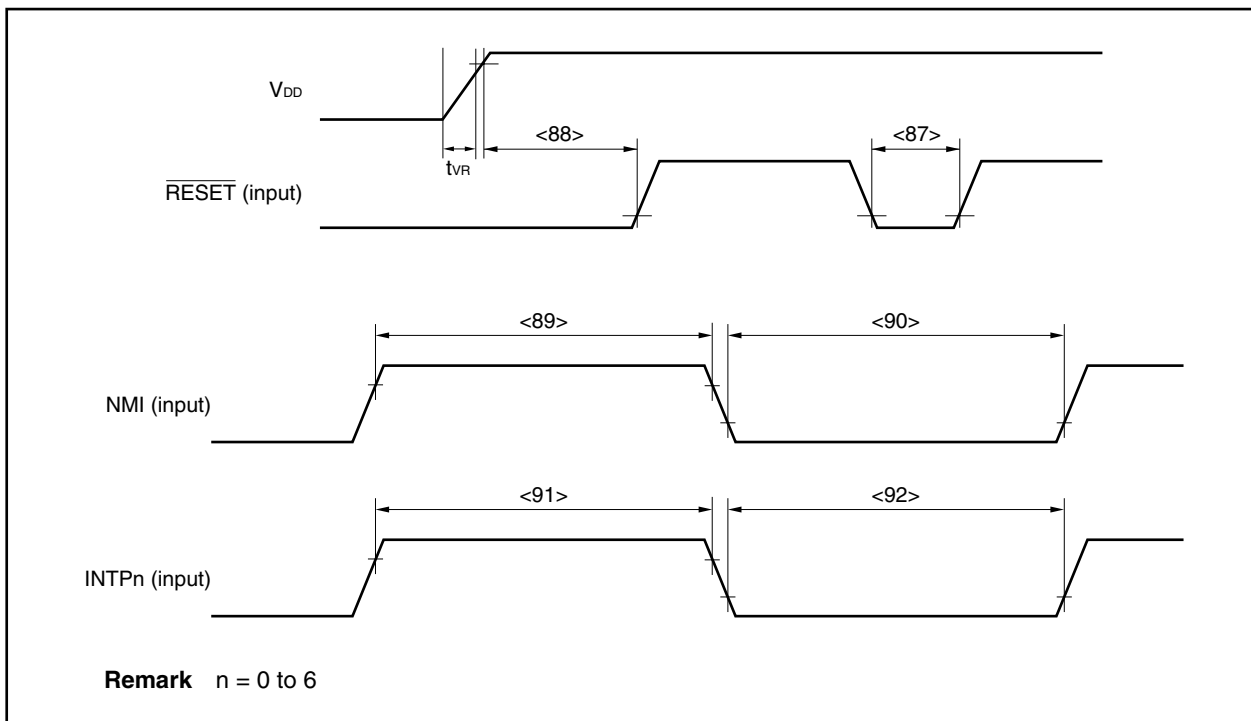 VDD
<88>
<87>
tVR
RESET (input)
<89>
<90>
NMI (input)
<91>
<92>
INTPn (input)
Remark n = 0 to 6